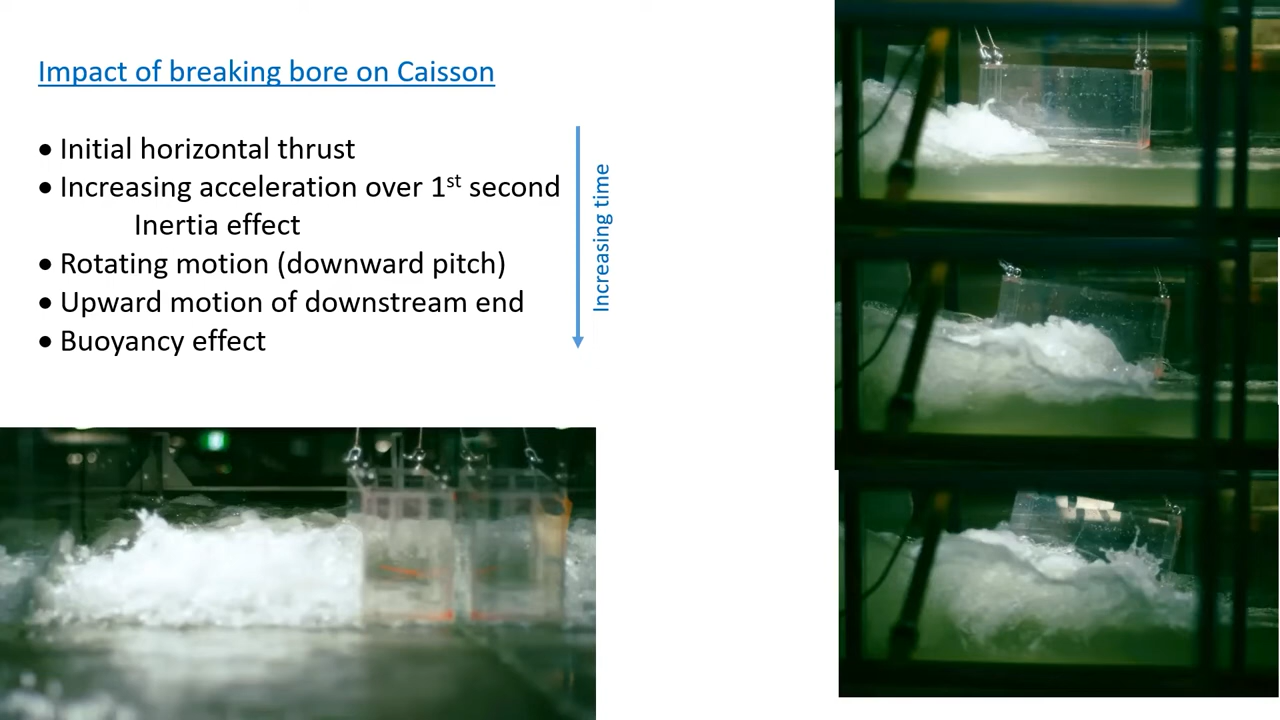 Impact of breaking bore on Caisson
• Initial horizontal thrust
• Increasing acceleration over 1st second
Inertia effect
• Rotating motion (downward pitch)
• Upward motion of downstream end
• Buoyancy effect
Increasing time